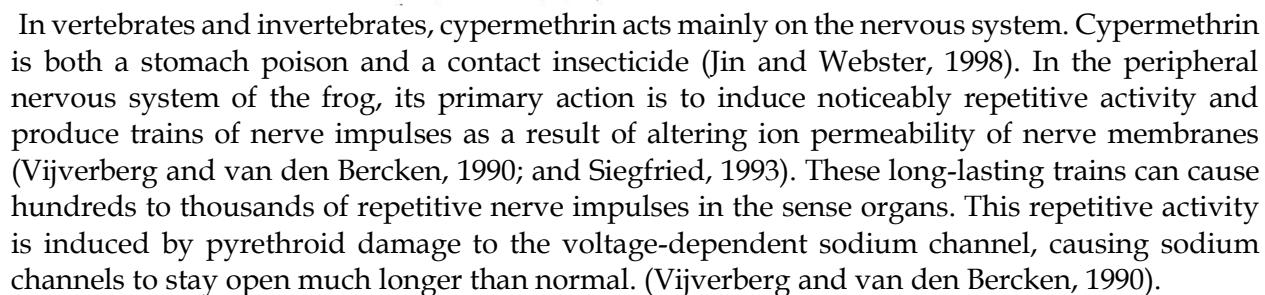 In vertebrates and invertebrates, cypermethrin acts mainly on the nervous system. Cypermethrin
is both a stomach poison and a contact insecticide (Jin and Webster, 1998). In the peripheral
nervous system of the frog, its primary action is to induce noticeably repetitive activity and
produce trains of nerve impulses as a result of altering ion permeability of nerve membranes
(Vijverberg and van den Bercken, 1990; and Siegfried, 1993). These long-lasting trains can cause
hundreds to thousands of repetitive nerve impulses in the sense organs. This repetitive activity
is induced by pyrethroid damage to the voltage-dependent sodium channel, causing sodium
channels to stay open much longer than normal. (Vijverberg and van den Bercken, 1990).